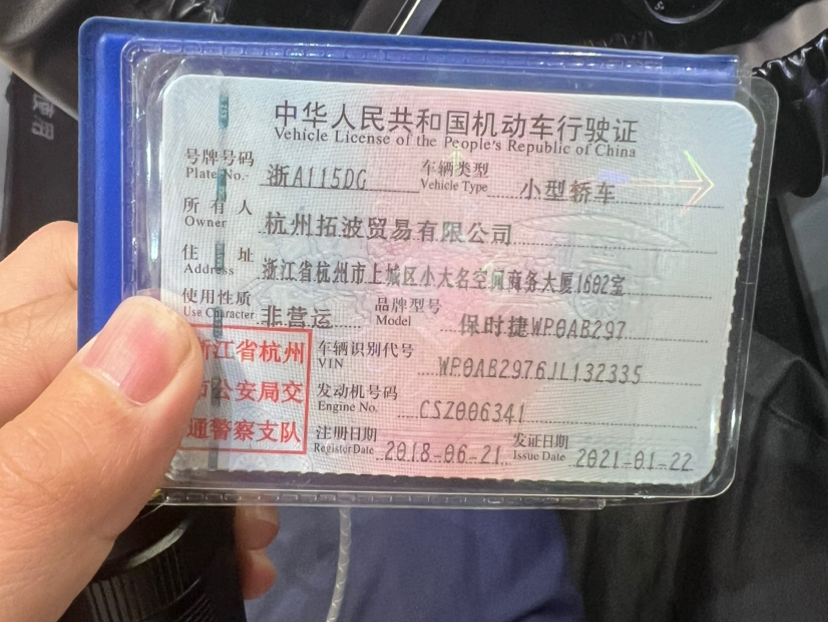 中华人民共和国机动车行驶证
Vehicle License of the People's Republic of China
号牌号码 浙A115DG 车辆类型 小型轿车
Plate No. Vehicle Type
所有人 杭州拓波贸易有限公司
Owner
住址 浙江省杭州市上城区小大名空间商务大厦1602室
Address
使用性质 非营运 品牌型号 保时捷WP0AB297
Use Character Model
浙江省杭州
公安局交
通警察支队
车辆识别代号 WP0AB2976JL132335
VIN
发动机号码 CSZ006341
Engine No.
注册日期 2018-06-21 发证日期 2021-01-22
Register Date Issue Date